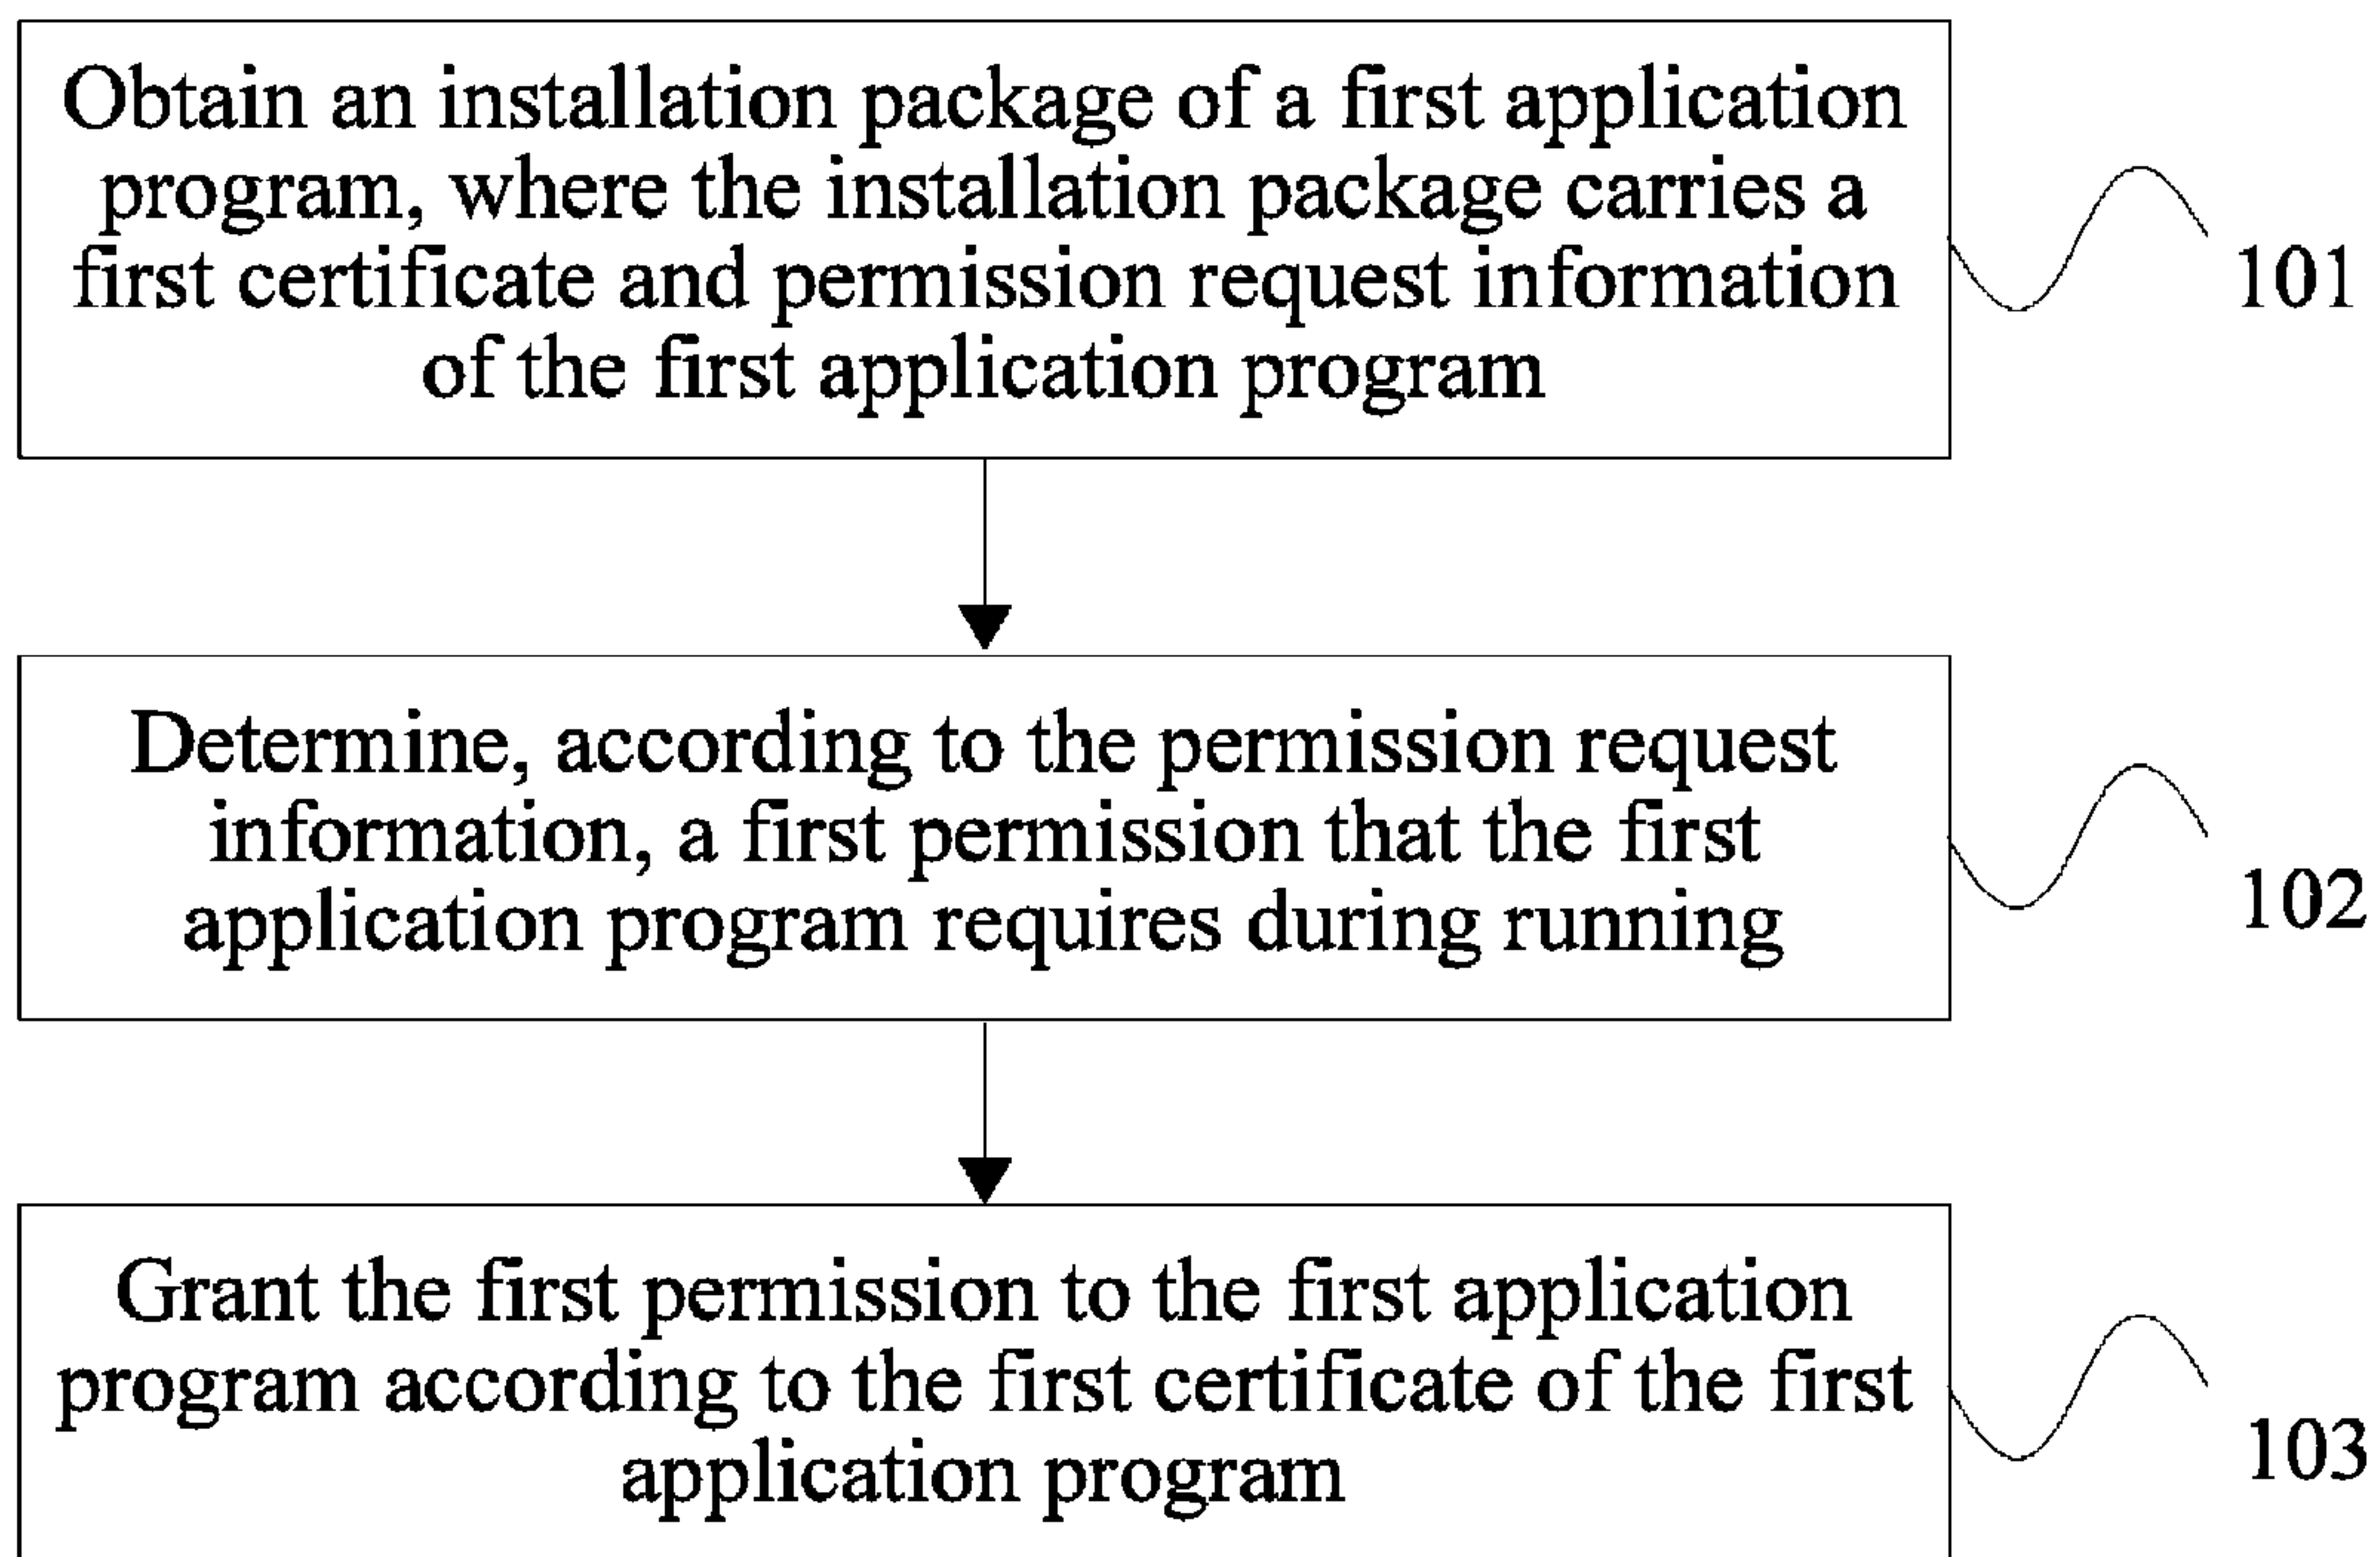 Obtain an installation package of a first application
program, where the installation package carries a
first certificate and permission request information
of the first application program
101
Determine, according to the permission request
information, a first permission that the first
application program requires during running
102
Grant the first permission to the first application
program according to the first certificate of the first
application program
103